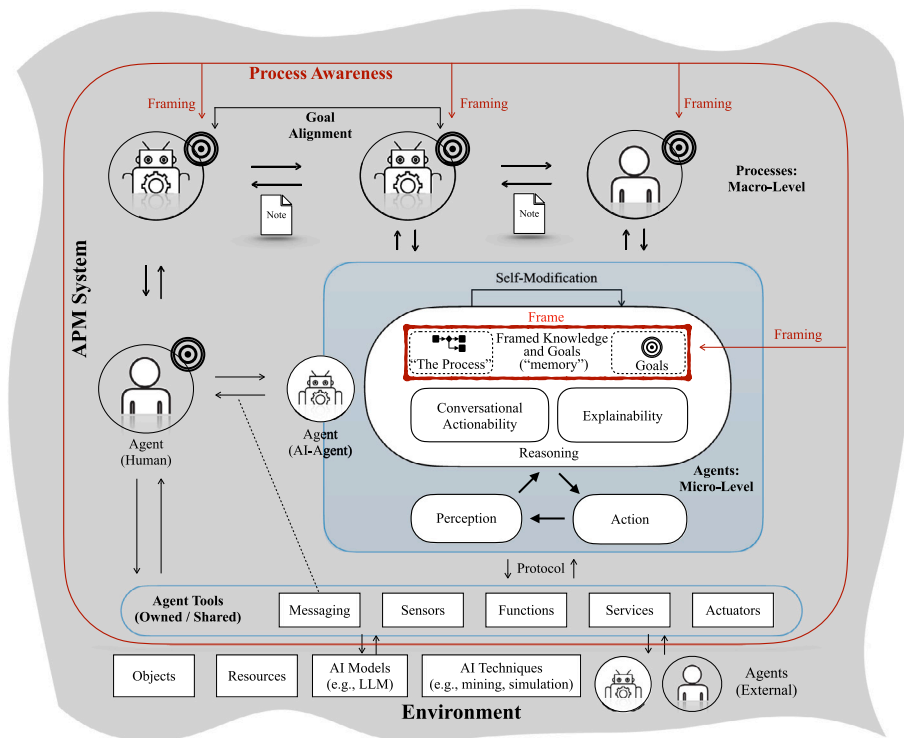 Process Awareness
Framing
Framing
Framing
Goal
Alignment
Note
Note
Processes:
Macro-Level
APM System
Self-Modification
Frame
Framed Knowledge
and Goals
(“memory”)
“The Process”
Goals
Framing
Conversational
Actionability
Explainability
Reasoning
Agent
(Human)
Agent
(AI-Agent)
Agents:
Micro-Level
Perception
Action
Protocol
Agent Tools
(Owned / Shared)
Messaging
Sensors
Functions
Services
Actuators
Objects
Resources
AI Models
(e.g., LLM)
AI Techniques
(e.g., mining, simulation)
Agents
(External)
Environment